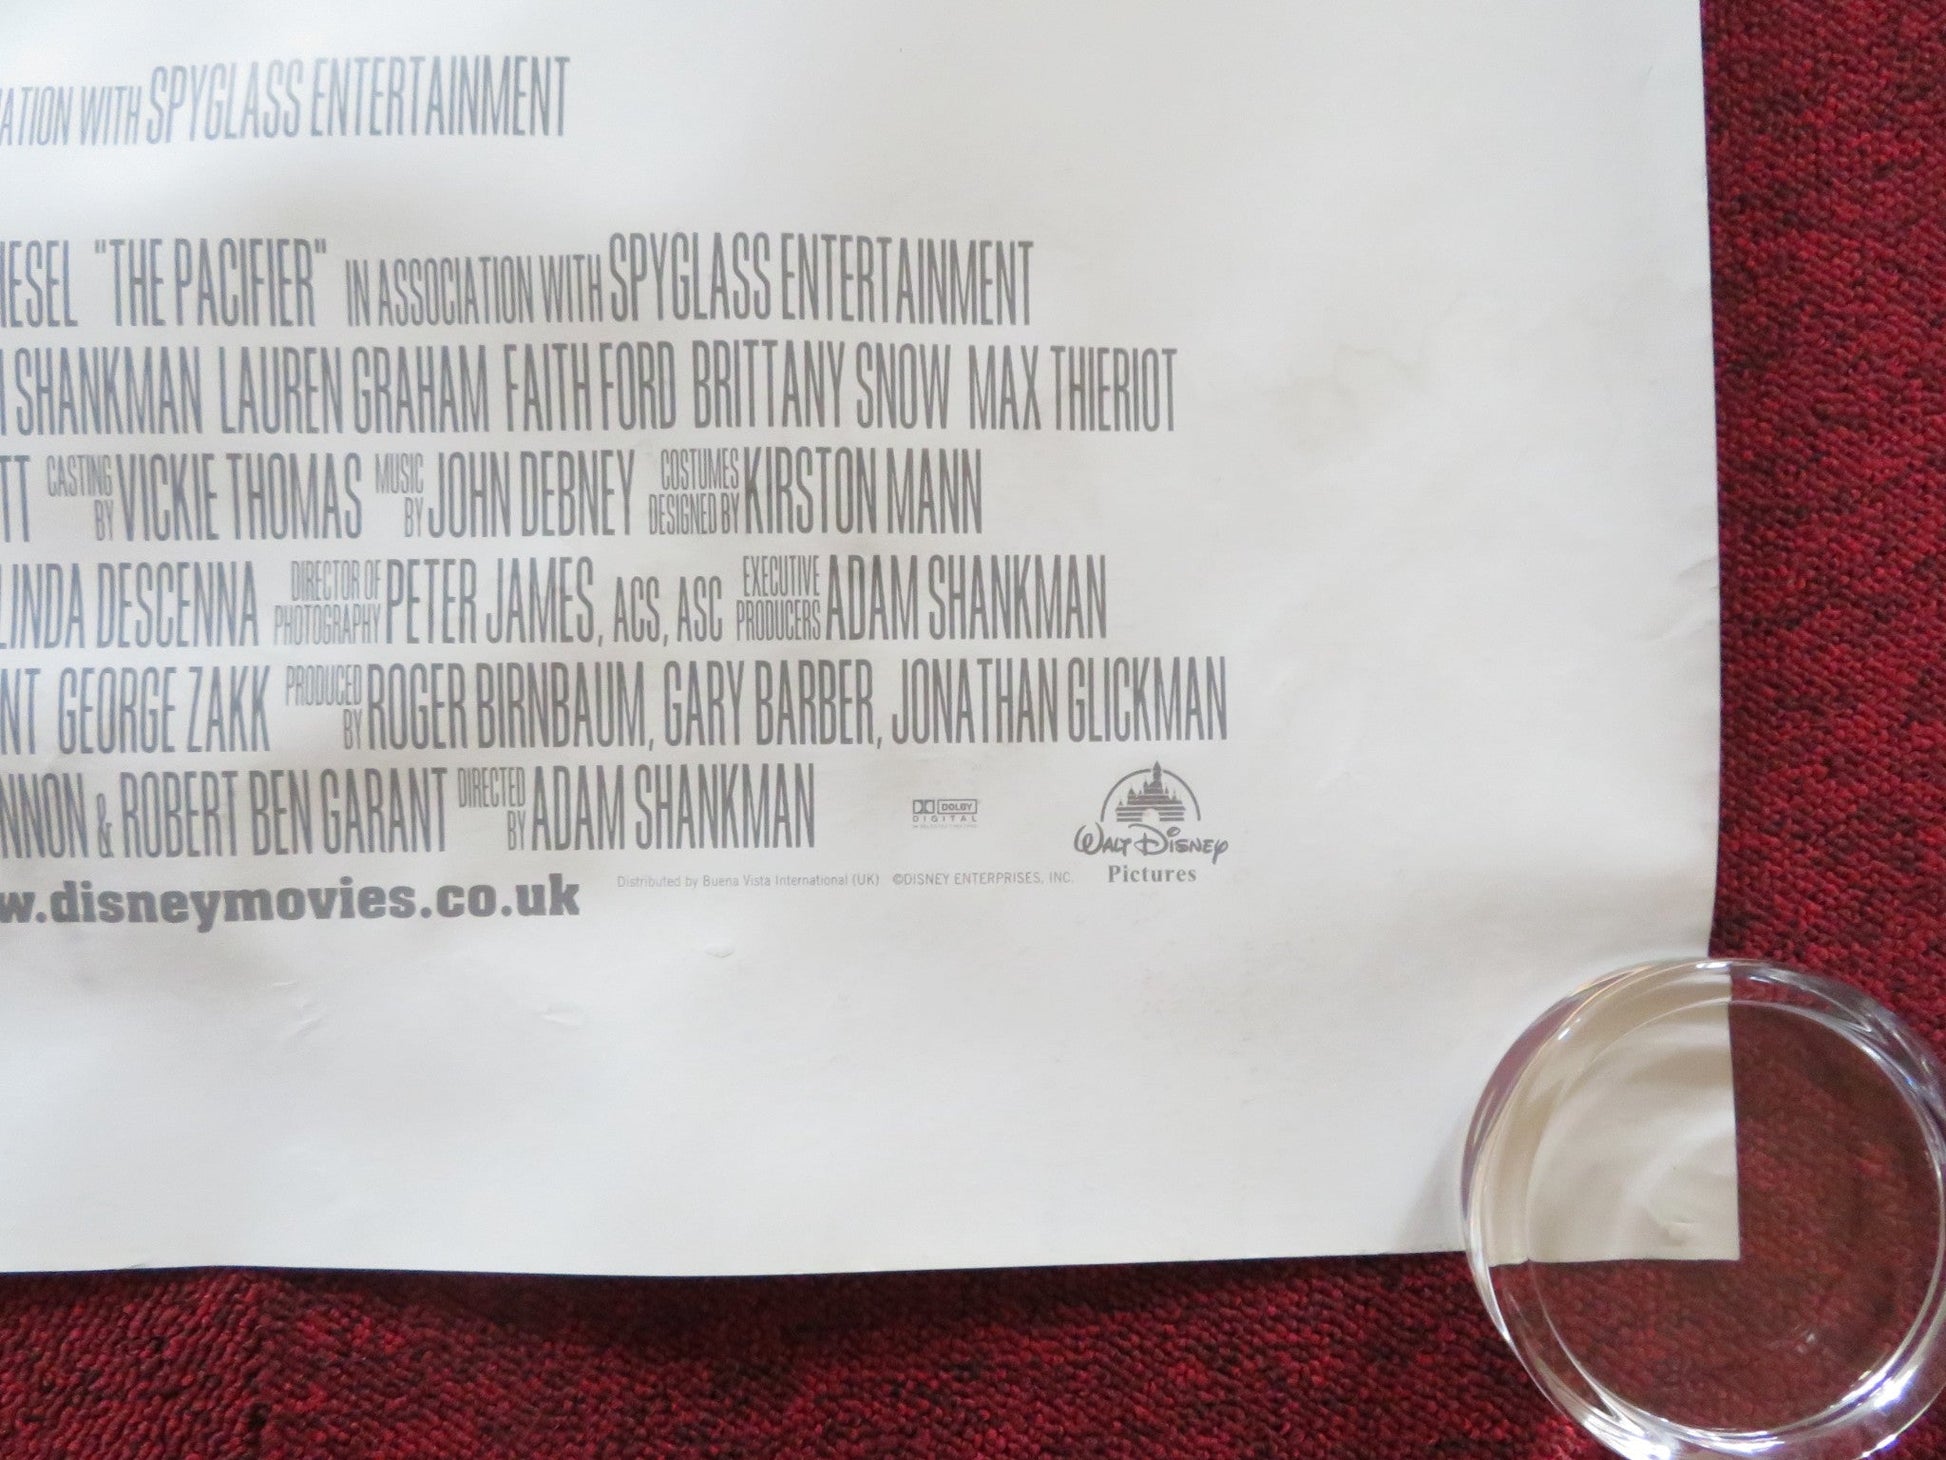 IATION WITH SPYGLASS ENTERTAINMENT
IESEL "THE PACIFIER" IN ASSOCIATION WITH SPYGLASS ENTERTAINMENT
SHANKMAN LAUREN GRAHAM FAITH FORD BRITTANY SNOW MAX THIERIOT
TT CASTING BY VICKIE THOMAS MUSIC BY JOHN DEBNEY COSTUMES DESIGNED BY KIRSTON MANN
LINDA DESCENNA DIRECTOR OF PHOTOGRAPHY PETER JAMES, ACS, ASC EXECUTIVE PRODUCERS ADAM SHANKMAN
NT GEORGE ZAKK PRODUCED BY ROGER BIRNBAUM, GARY BARBER, JONATHAN GLICKMAN
NNON & ROBERT BEN GARANT DIRECTED BY ADAM SHANKMAN
DOLBY
DIGITAL
WALT DISNEY
Pictures
w.disneymovies.co.uk
Distributed by Buena Vista International (UK) ©DISNEY ENTERPRISES, INC.